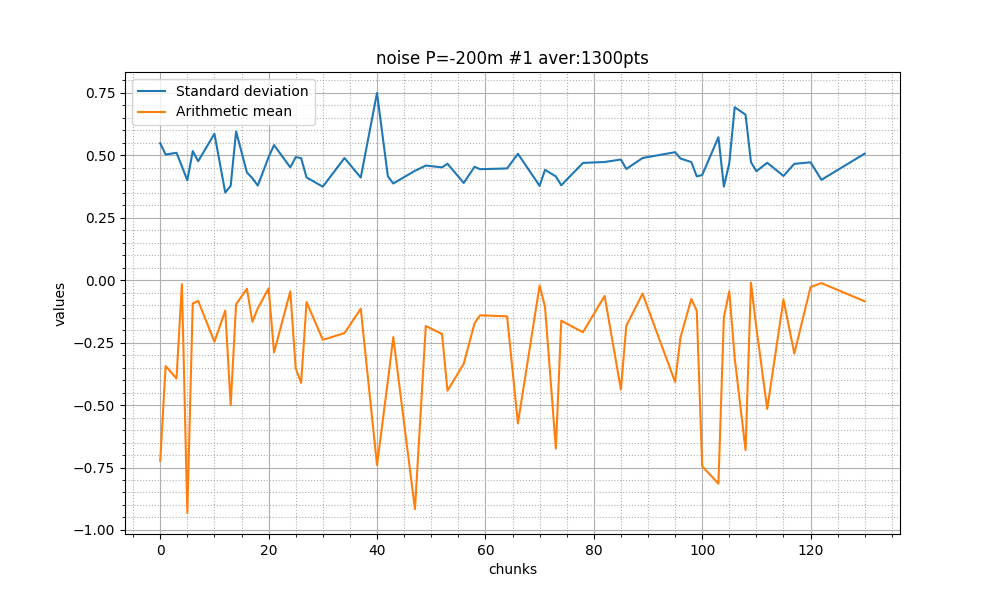 noise P=-200m #1 aver:1300pts
Standard deviation
Arithmetic mean
0.75
0.50
0.25
0.00
−0.25
−0.50
−0.75
−1.00
values
0 20 40 60 80 100 120
chunks